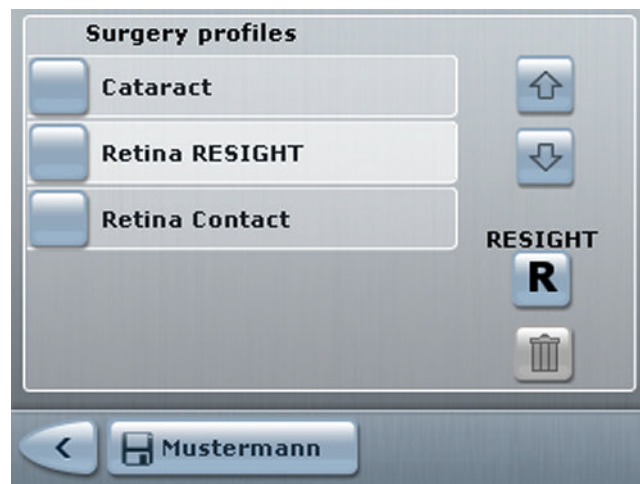 Surgery profiles
Cataract
Retina RESIGHT
Retina Contact
RESIGHT
R
Mustermann